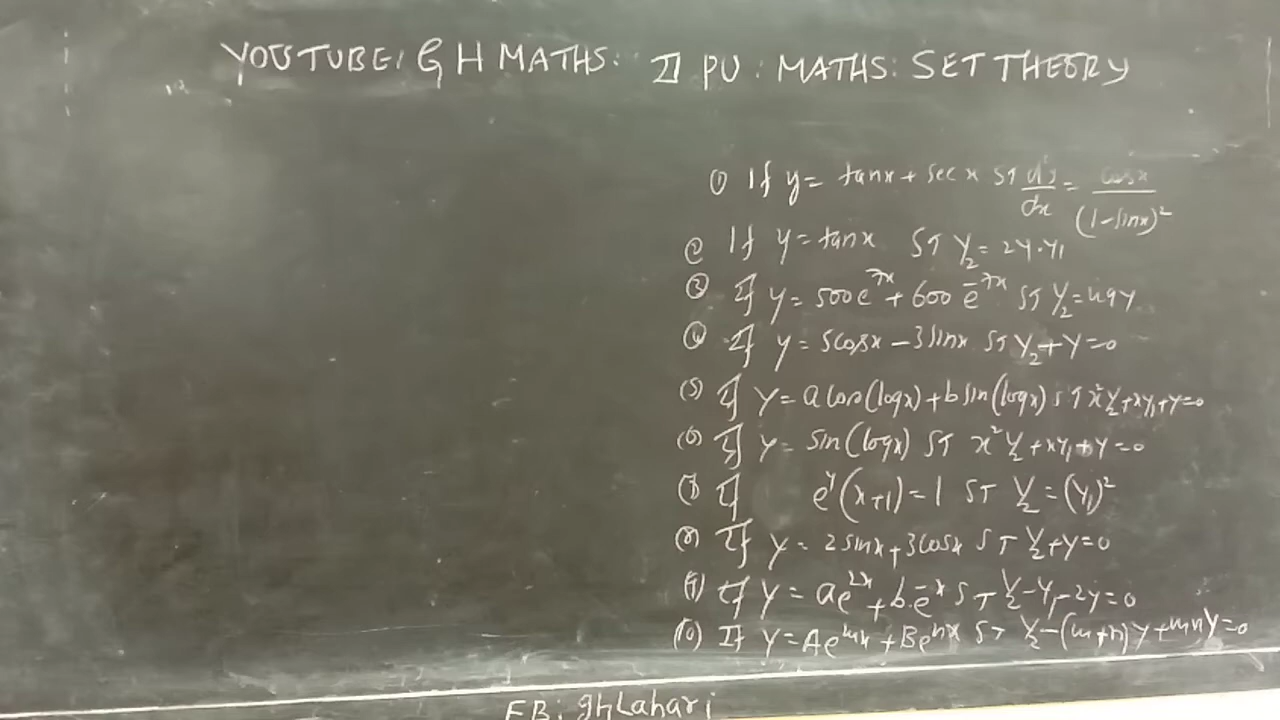 YOUTUBE: G H MATHS: II PU: MATHS: SET THEORY
① If y = tanx + sec x ST d²y/dx² = cosx/(1-sinx)²
② If y = tanx ST y₂ = 2y·y₁
③ If y = 500e^7x + 600 e^-7x ST y₂ = 49y
④ If y = 5cosx - 3sinx ST y₂ + y = 0
(5) If y = a cos(logx) + b sin(logx) ST x²y₂ + xy₁ + y = 0
(6) If y = sin(logx) ST x²y₂ + xy₁ + y = 0
(7) If e^y(x+1) = 1 ST y₂ = (y₁)²
(8) If y = 2sinx + 3cosx ST y₂ + y = 0
(9) If y = ae^2x + b.e^-x ST y₂ - y₁ - 2y = 0
(10) If y = Ae^mx + Be^nx ST y₂ - (m+n)y + mny = 0
FB: ghLahari